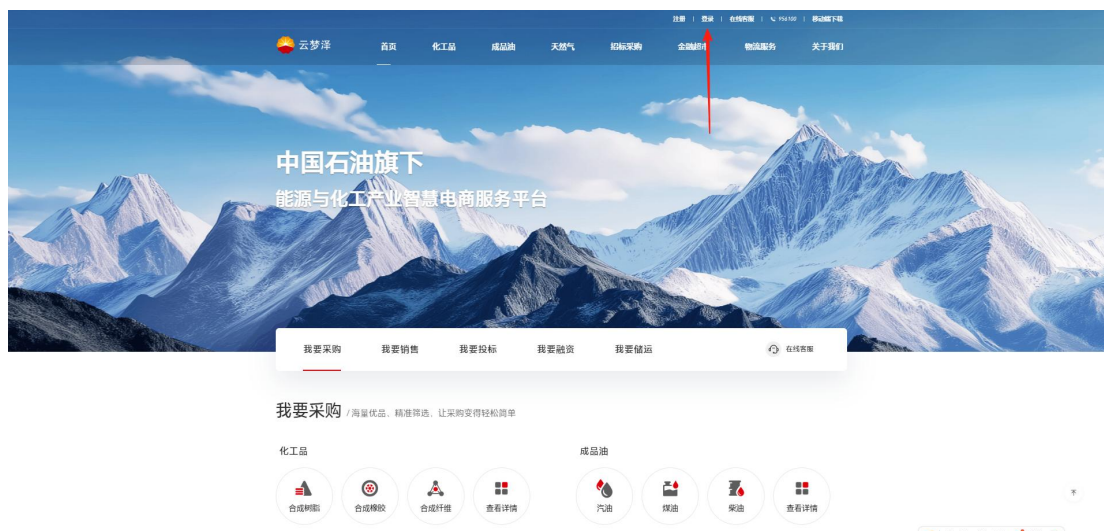 注册 | 登录 | 在线客服 | 956100 | 移动端下载
云梦泽 首页 化工品 成品油 天然气 招标采购 金融超市 物流服务 关于我们
中国石油旗下
能源与化工产业智慧电商服务平台
我要采购 我要销售 我要投标 我要融资 我要储运 在线客服
我要采购 / 海量优品、精准筛选，让采购变得轻松简单
化工品 成品油
合成树脂 合成橡胶 合成纤维 查看详情 汽油 煤油 柴油 查看详情